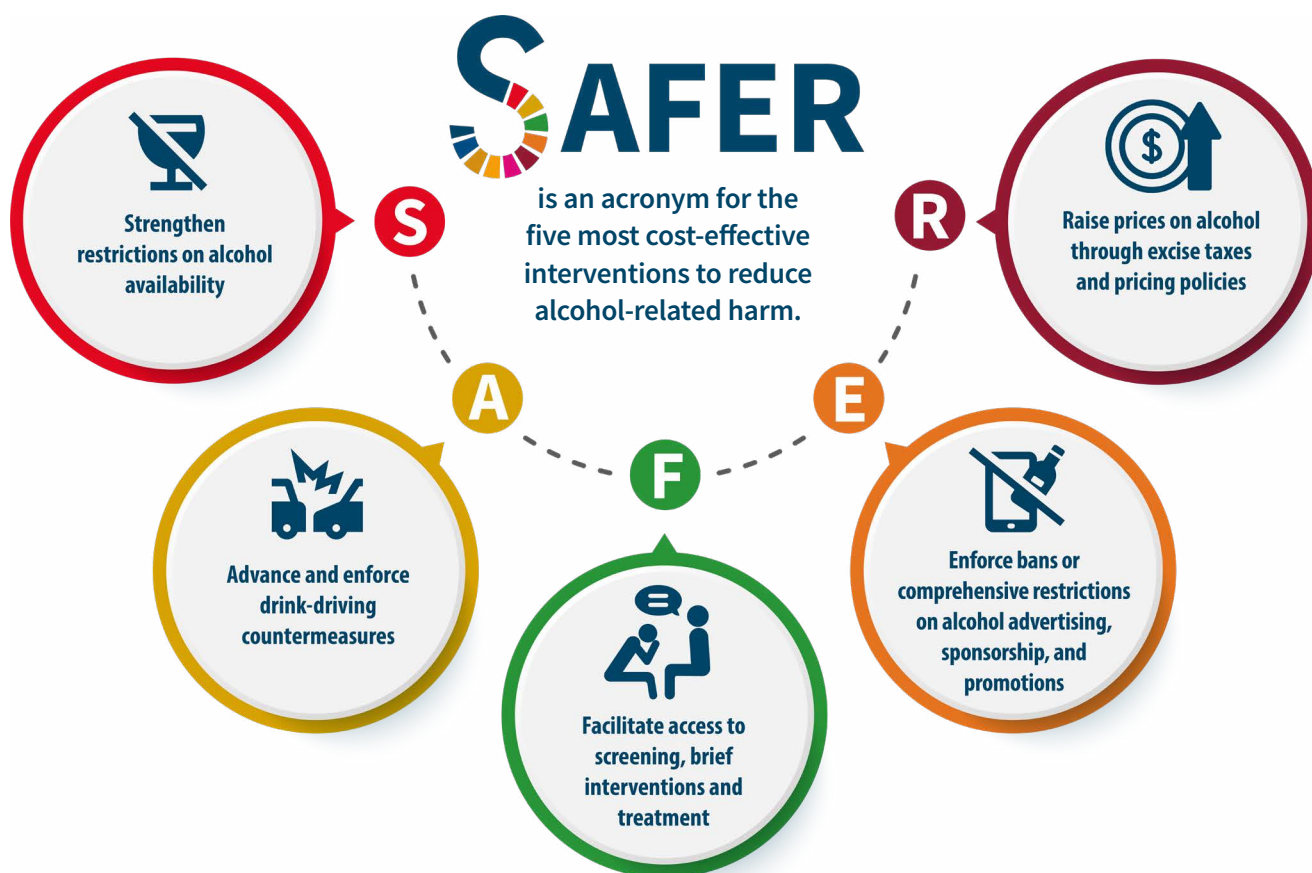 SAFER
is an acronym for the
five most cost-effective
interventions to reduce
alcohol-related harm.
S
Strengthen
restrictions on alcohol
availability
A
Advance and enforce
drink-driving
countermeasures
F
Facilitate access to
screening, brief
interventions and
treatment
E
Enforce bans or
comprehensive restrictions
on alcohol advertising,
sponsorship, and
promotions
R
$
Raise prices on alcohol
through excise taxes
and pricing policies